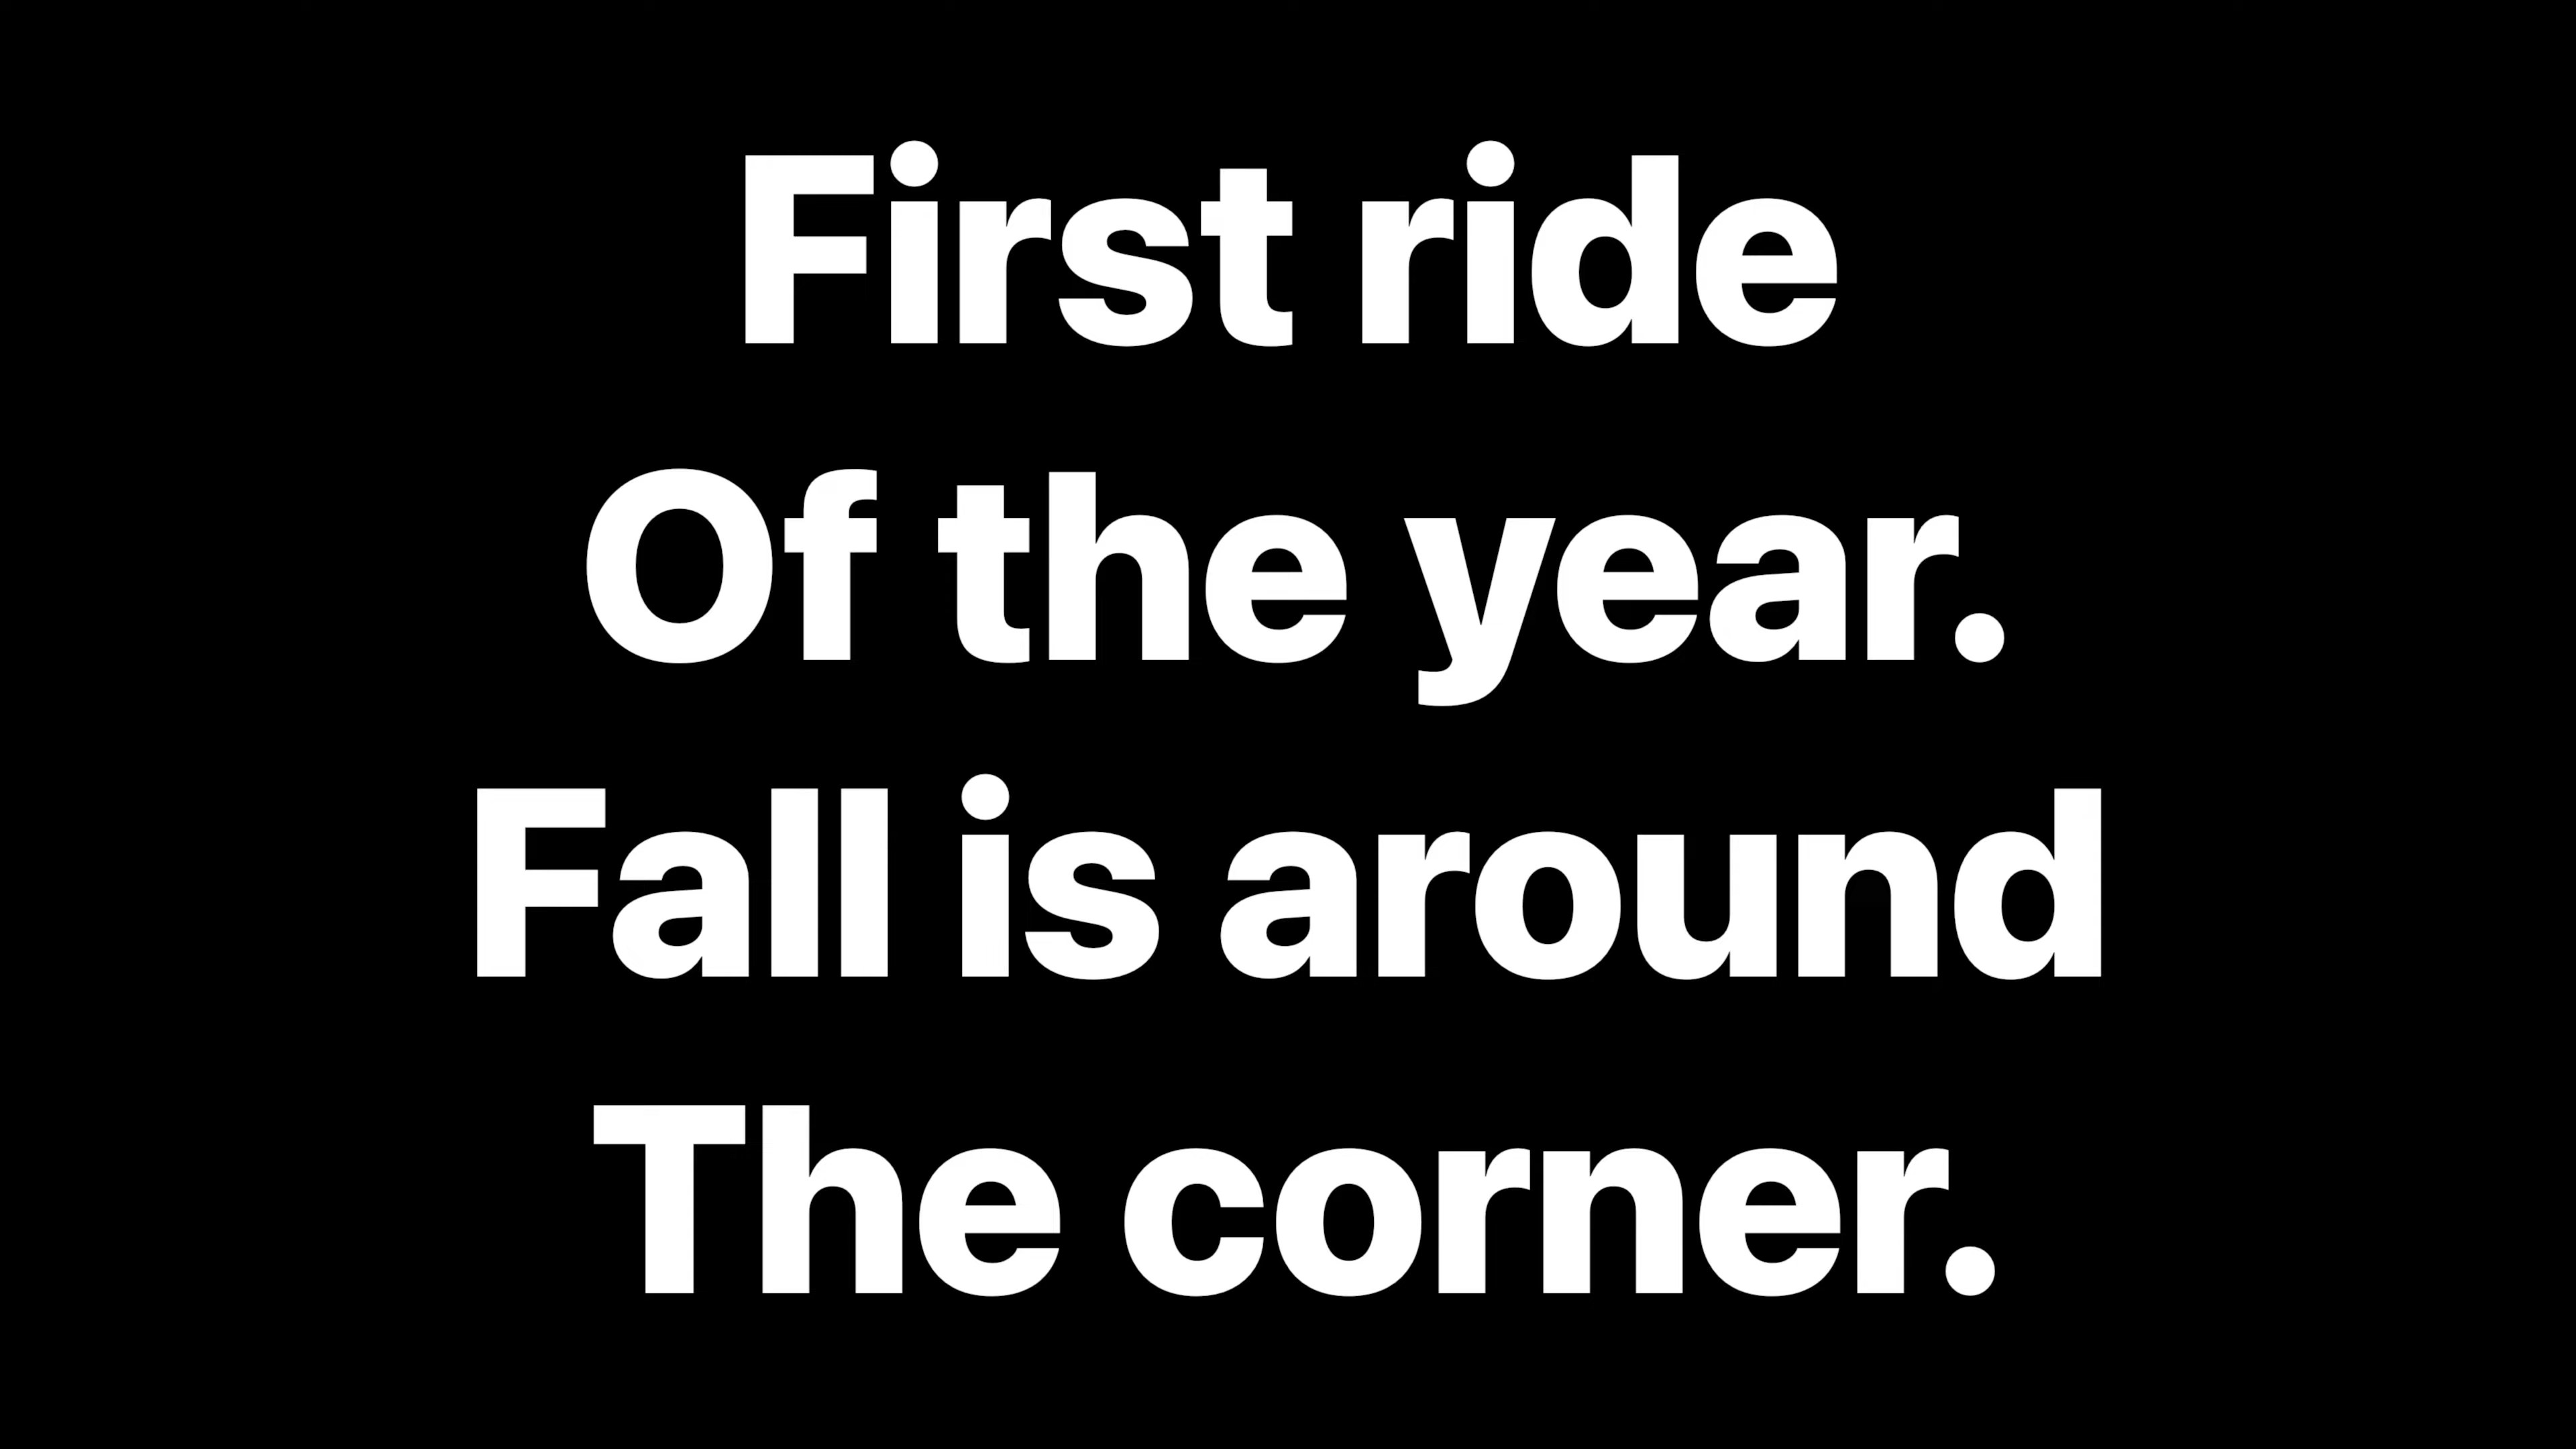 First ride
Of the year.
Fall is around
The corner.